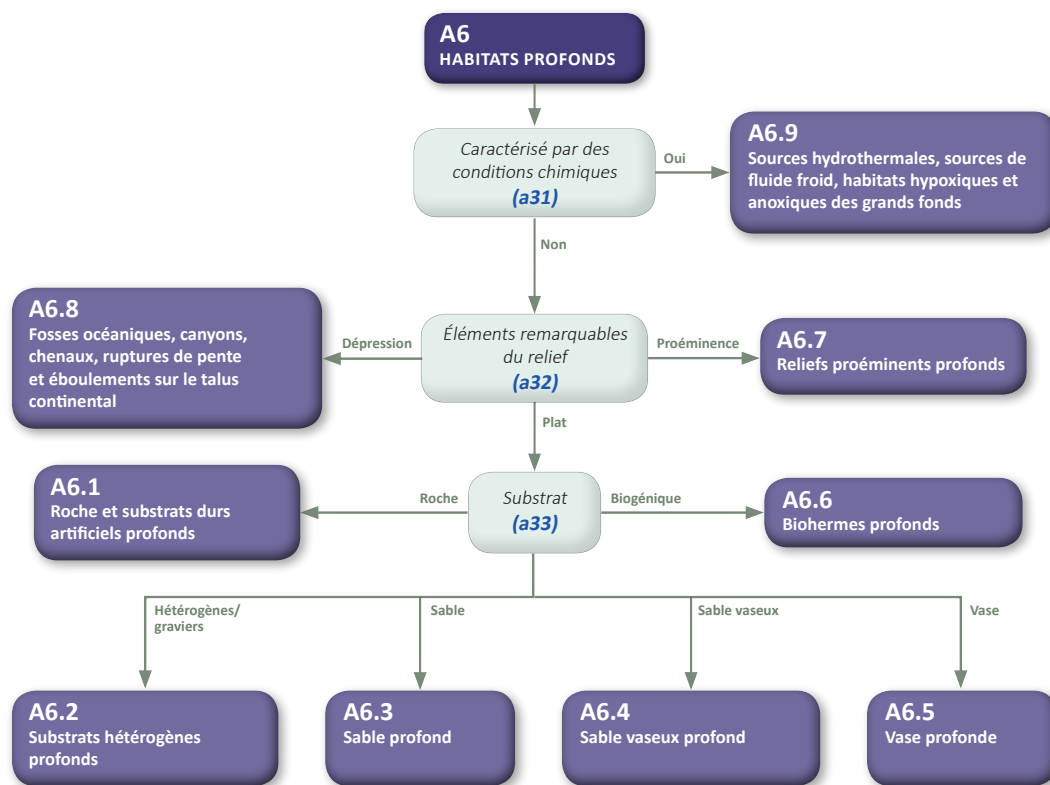 A6
HABITATS PROFONDS
Caractérisé par des
conditions chimiques
(a31)
Oui
A6.9
Sources hydrothermales, sources de
fluide froid, habitats hypoxiques et
anoxiques des grands fonds
Non
A6.8
Fosses océaniques, canyons,
chenaux, ruptures de pente
et éboulements sur le talus
continental
Dépression
Éléments remarquables
du relief
(a32)
Proéminence
A6.7
Reliefs proéminents profonds
Plat
A6.1
Roche et substrats durs
artificiels profonds
Roche
Substrat
(a33)
Biogénique
A6.6
Biohermes profonds
Hétérogènes/
graviers
Sable
Sable vaseux
Vase
A6.2
Substrats hétérogènes
profonds
A6.3
Sable profond
A6.4
Sable vaseux profond
A6.5
Vase profonde